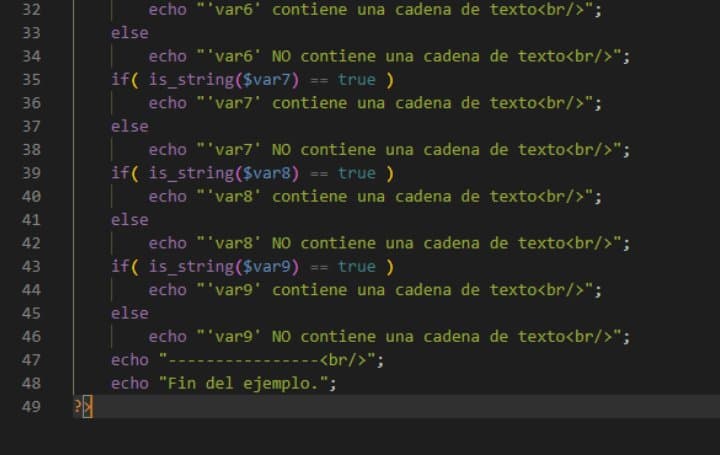 32 echo "'var6' contiene una cadena de texto<br/>";
33 else
34 echo "'var6' NO contiene una cadena de texto<br/>";
35 if( is_string($var7) == true )
36 echo "'var7' contiene una cadena de texto<br/>";
37 else
38 echo "'var7' NO contiene una cadena de texto<br/>";
39 if( is_string($var8) == true )
40 echo "'var8' contiene una cadena de texto<br/>";
41 else
42 echo "'var8' NO contiene una cadena de texto<br/>";
43 if( is_string($var9) == true )
44 echo "'var9' contiene una cadena de texto<br/>";
45 else
46 echo "'var9' NO contiene una cadena de texto<br/>";
47 echo "----------------<br/>";
48 echo "Fin del ejemplo.";
49 ?>